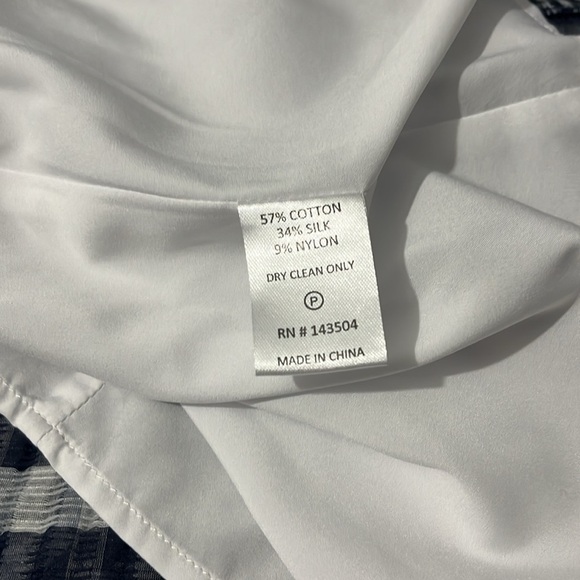 57% COTTON
34% SILK
9% NYLON
DRY CLEAN ONLY
P
RN # 143504
MADE IN CHINA